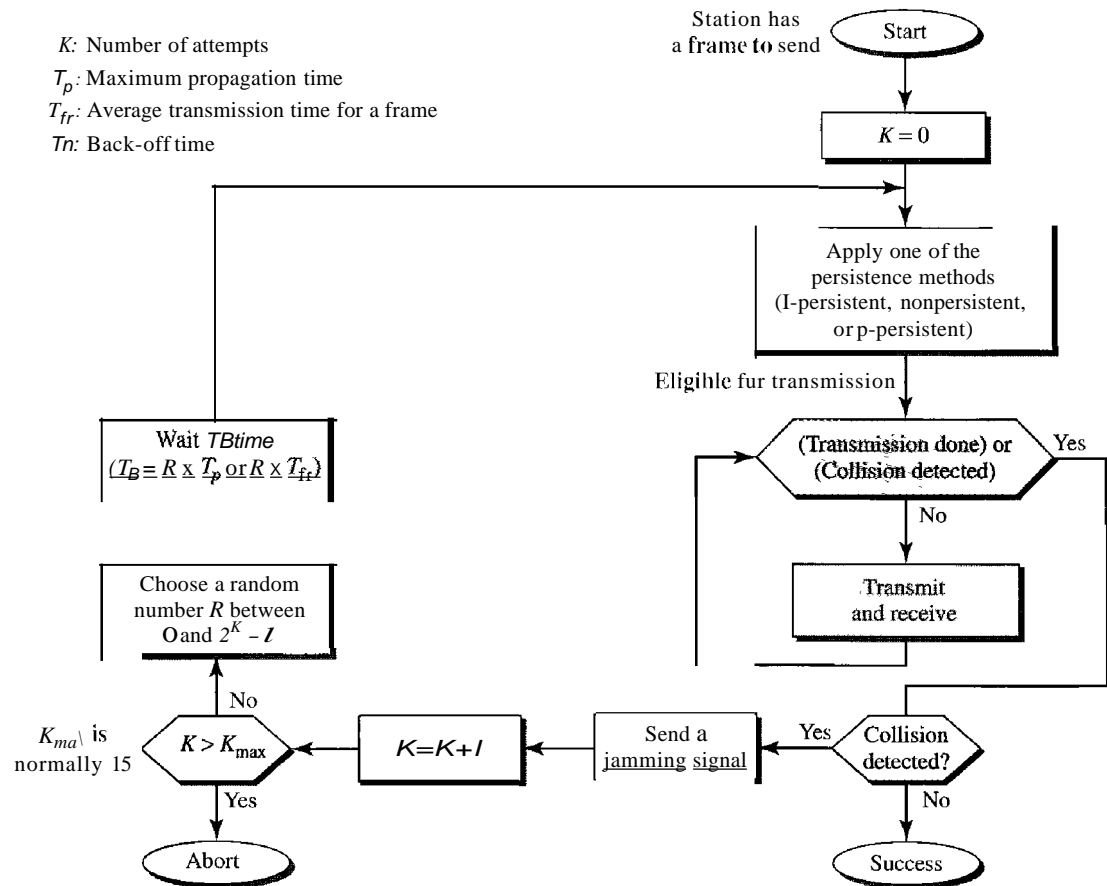 K: Number of attempts
Tp: Maximum propagation time
Tfr: Average transmission time for a frame
Tn: Back-off time
Station has
a frame to send
Start
K = 0
Apply one of the
persistence methods
(I-persistent, nonpersistent,
or p-persistent)
Eligible fur transmission
(Transmission done) or
(Collision detected)
Yes
No
Transmit
and receive
Wait TBtime
(TB = R x Tp or R x Tfr)
Choose a random
number R between
O and 2^K - l
No
Kma\ is
normally 15
K > Kmax
Yes
Abort
K=K+l
Send a
jamming signal
Yes
Collision
detected?
No
Success